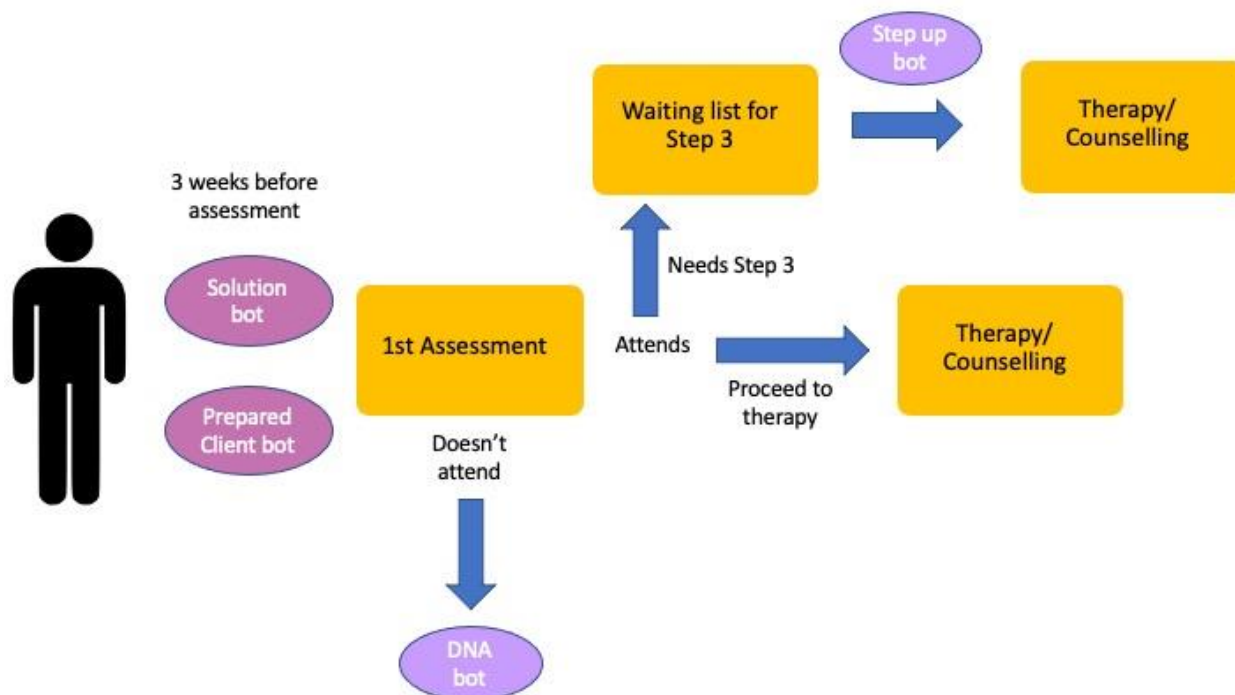 3 weeks before
assessment
Solution
bot
Prepared
Client bot
1st Assessment
Doesn't
attend
DNA
bot
Attends
Needs Step 3
Waiting list for
Step 3
Step up
bot
Therapy/
Counselling
Proceed to
therapy
Therapy/
Counselling